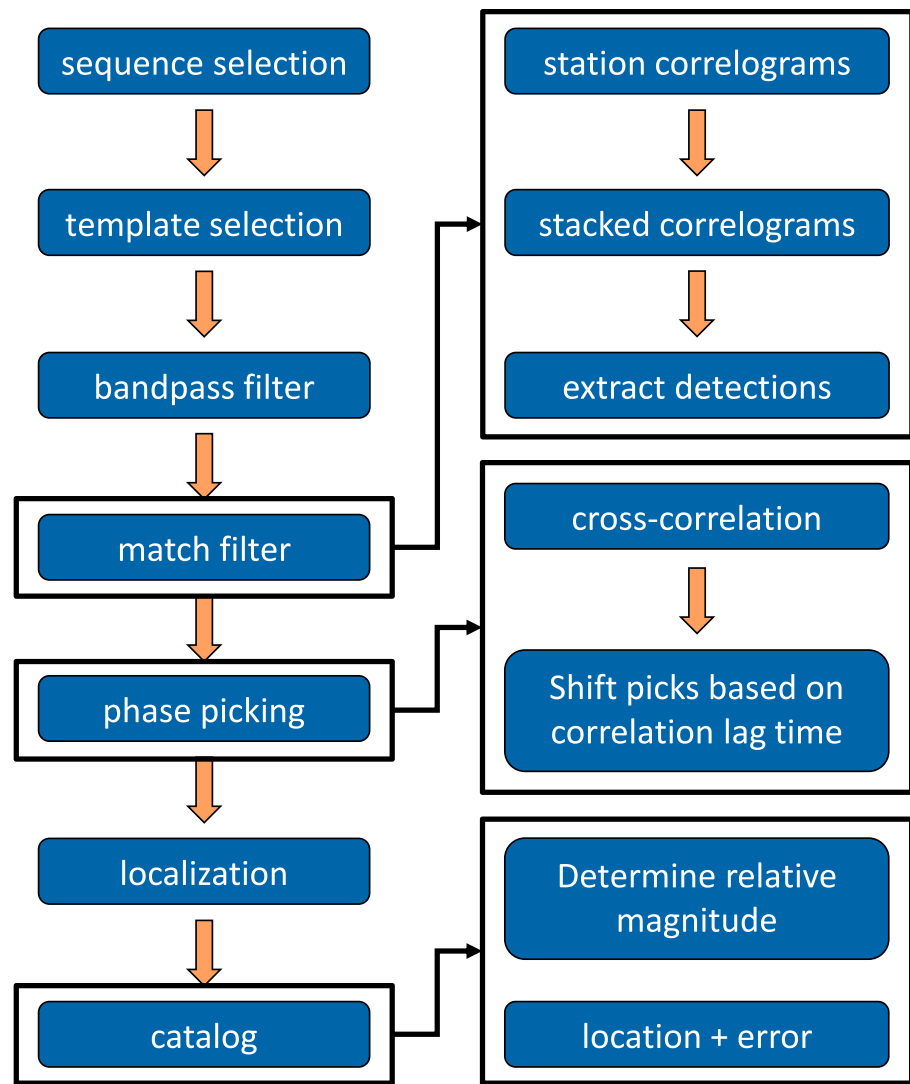 sequence selection
template selection
bandpass filter
match filter
phase picking
localization
catalog
station correlograms
stacked correlograms
extract detections
cross-correlation
Shift picks based on
correlation lag time
Determine relative
magnitude
location + error